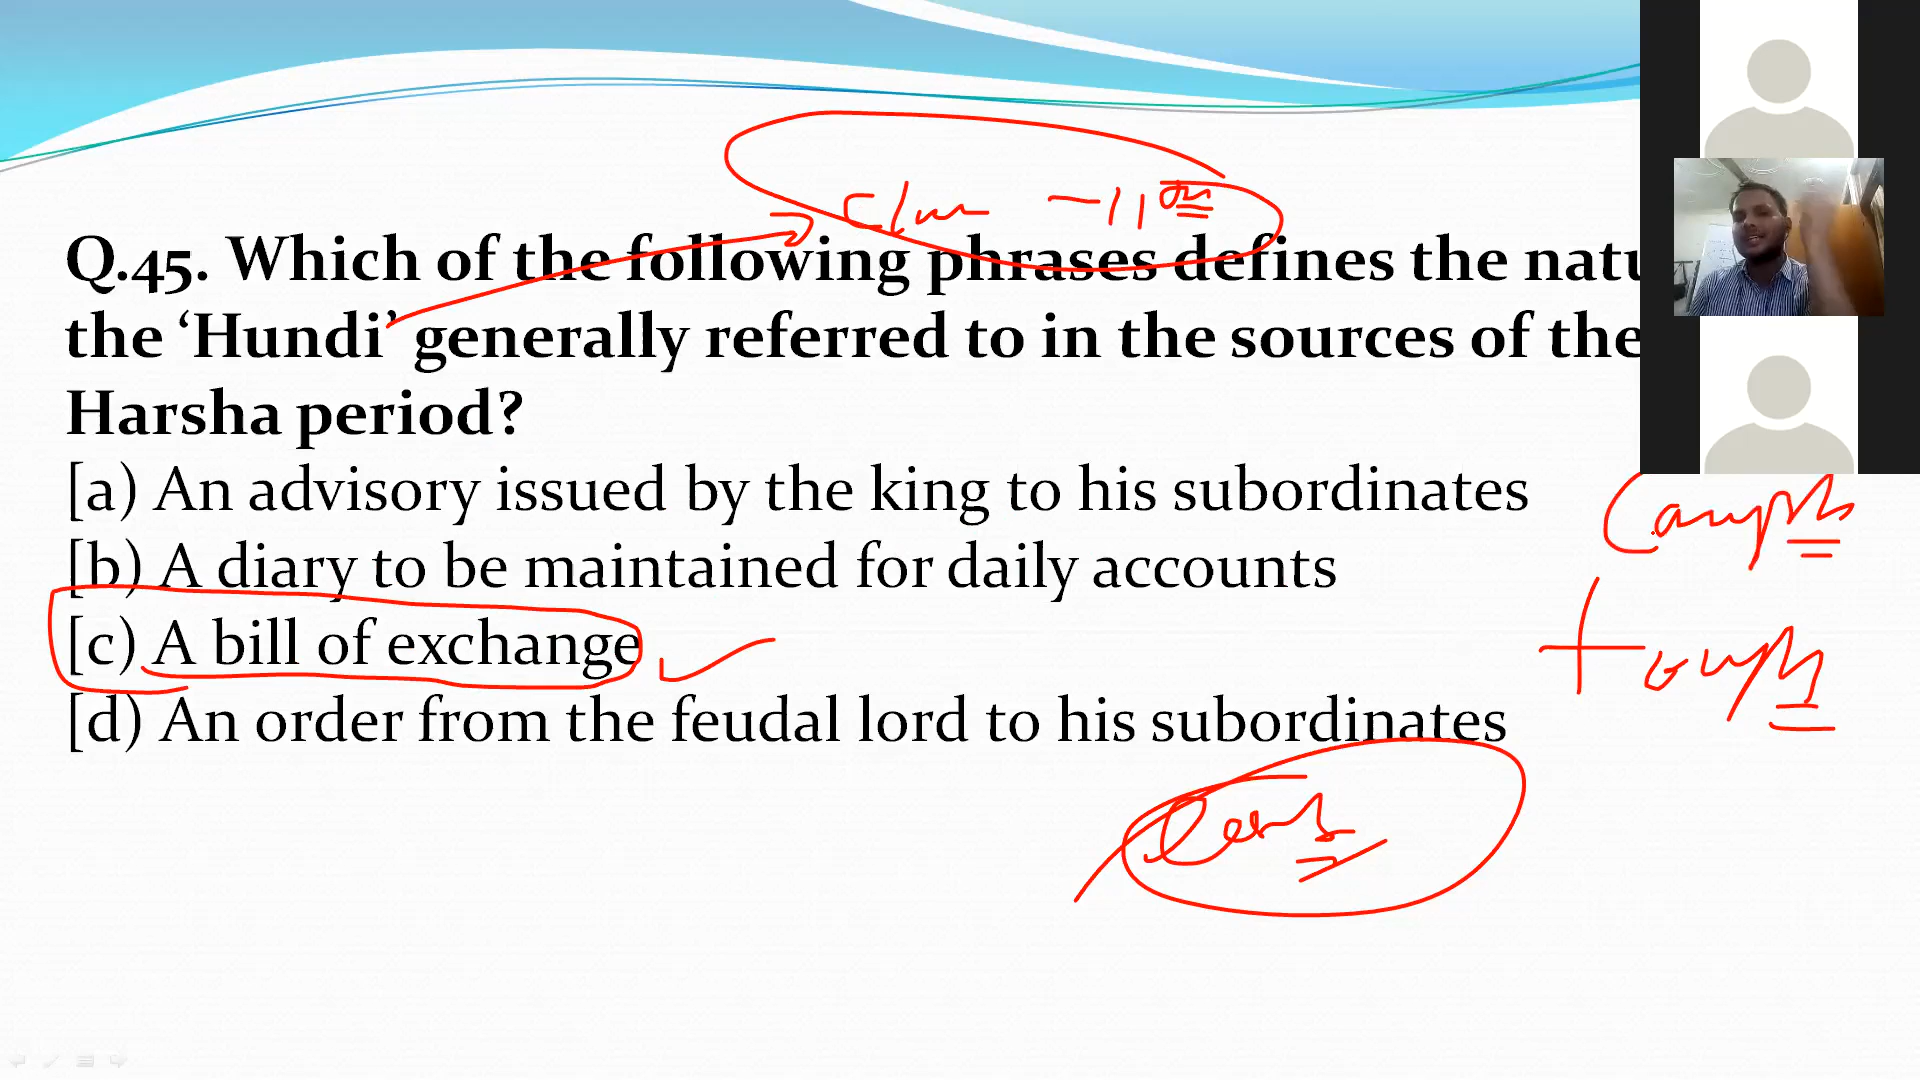 Class - 11th
Q.45. Which of the following phrases defines the natu
the ‘Hundi’ generally referred to in the sources of the
Harsha period?
[a) An advisory issued by the king to his subordinates
[b) A diary to be maintained for daily accounts
[c) A bill of exchange
[d) An order from the feudal lord to his subordinates